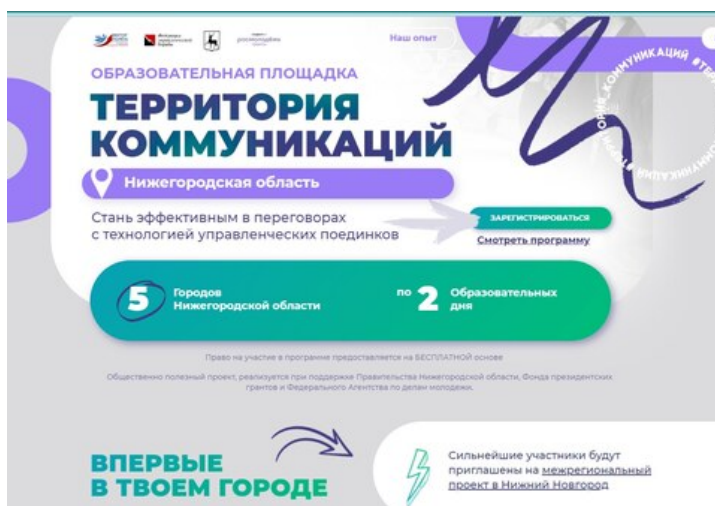 Наш опыт
ОБРАЗОВАТЕЛЬНАЯ ПЛОЩАДКА
ТЕРРИТОРИЯ
КОММУНИКАЦИЙ
Нижегородская область
Стань эффективным в переговорах
с технологией управленческих поединков
ЗАРЕГИСТРИРОВАТЬСЯ
Смотреть программу
5 Городов
Нижегородской области
по 2 Образовательных
дня
Право на участие в программе предоставляется на БЕСПЛАТНОЙ основе
Общественно полезный проект, реализуется при поддержке Правительства Нижегородской области, Фонда президентских
грантов и Федерального Агентства по делам молодежи.
ВПЕРВЫЕ
В ТВОЕМ ГОРОДЕ
Сильнейшие участники будут
приглашены на межрегиональный
проект в Нижний Новгород